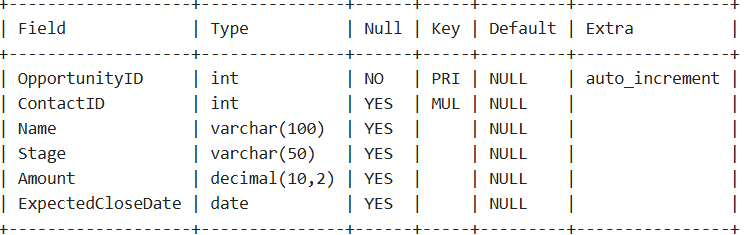 +-------------------+---------------+------+-----+---------+----------------+
| Field             | Type          | Null | Key | Default | Extra          |
+-------------------+---------------+------+-----+---------+----------------+
| OpportunityID     | int           | NO   | PRI | NULL    | auto_increment |
| ContactID         | int           | YES  | MUL | NULL    |                |
| Name              | varchar(100)  | YES  |     | NULL    |                |
| Stage             | varchar(50)   | YES  |     | NULL    |                |
| Amount            | decimal(10,2) | YES  |     | NULL    |                |
| ExpectedCloseDate | date          | YES  |     | NULL    |                |
+-------------------+---------------+------+-----+---------+----------------+